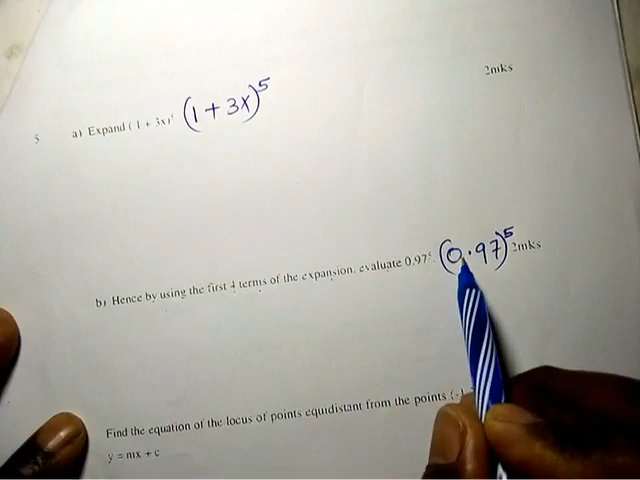 2mks
5 a) Expand ( 1 + 3x)⁵ (1 + 3x)⁵
b) Hence by using the first 4 terms of the expansion, evaluate 0.97⁵. (0.97)⁵ 2mks
Find the equation of the locus of points equidistant from the points (-1,
y = mx + c